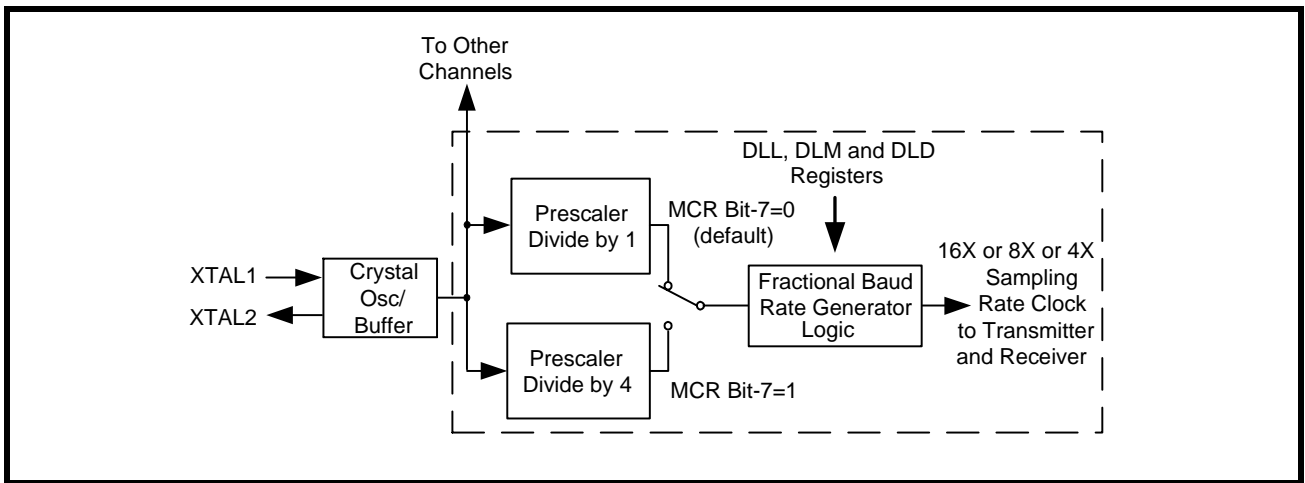 To Other
Channels
DLL, DLM and DLD
Registers
Prescaler
Divide by 1
MCR Bit-7=0
(default)
16X or 8X or 4X
Sampling
Rate Clock
to Transmitter
and Receiver
XTAL1
XTAL2
Crystal
Osc/
Buffer
Fractional Baud
Rate Generator
Logic
Prescaler
Divide by 4
MCR Bit-7=1